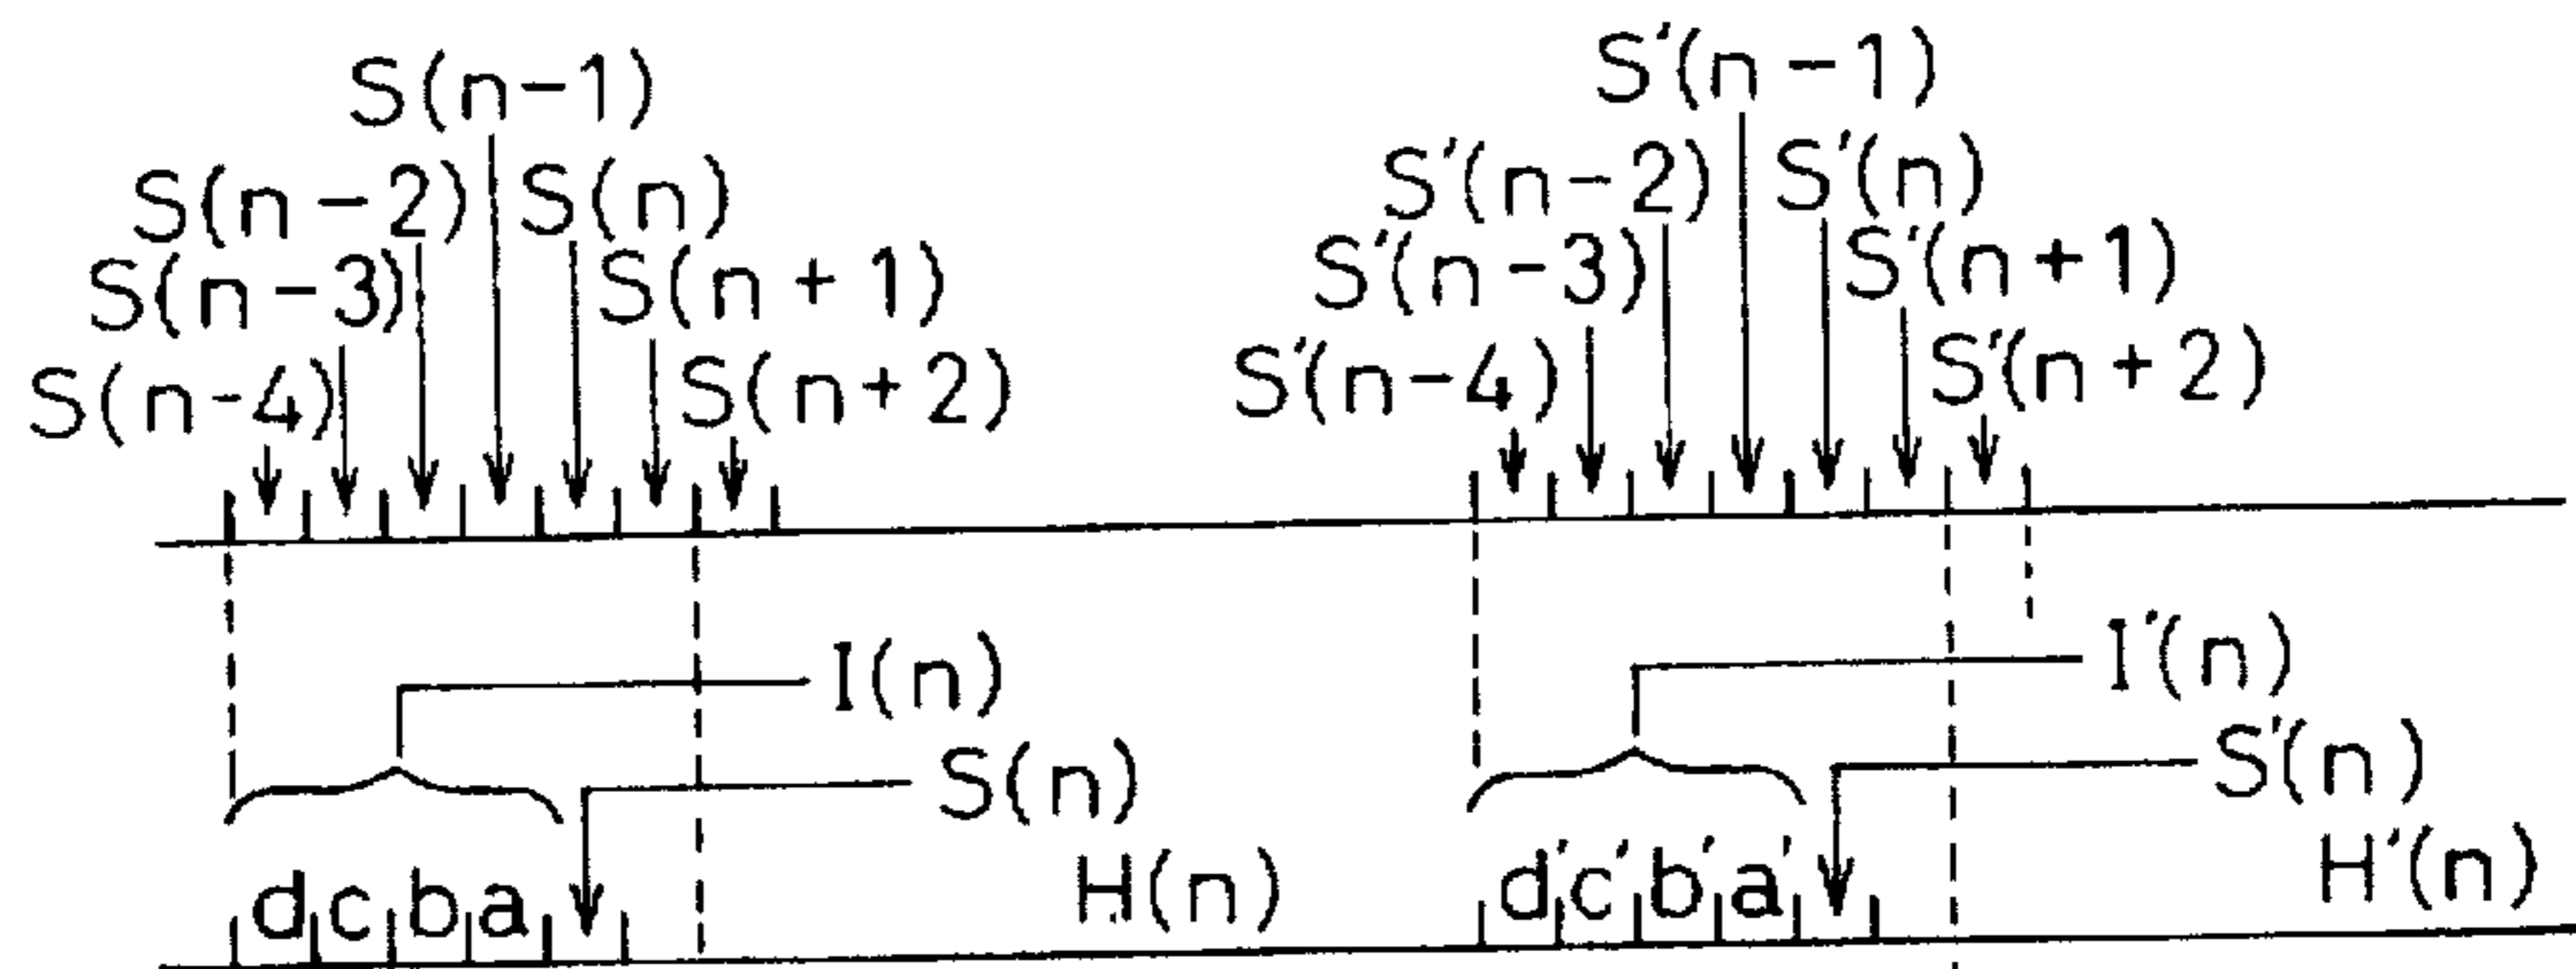 S(n-1)
S'(n-1)
S(n-2)
S(n)
S'(n-2)
S'(n)
S(n-3)
S(n+1)
S'(n-3)
S'(n+1)
S(n-4)
S(n+2)
S'(n-4)
S'(n+2)
I(n)
I'(n)
S(n)
S'(n)
d c b a
H(n)
d' c' b' a'
H'(n)